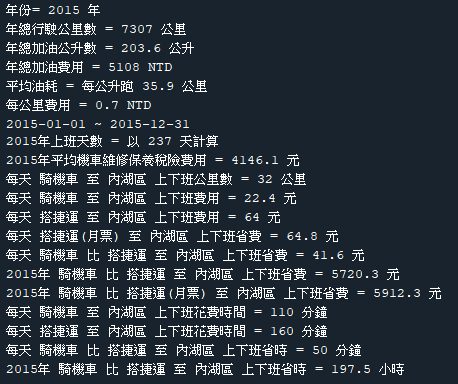 年份= 2015 年
年總行駛公里數 = 7307 公里
年總加油公升數 = 203.6 公升
年總加油費用 = 5108 NTD
平均油耗 = 每公升跑 35.9 公里
每公里費用 = 0.7 NTD
2015-01-01 ~ 2015-12-31
2015年上班天數 = 以 237 天計算
2015年平均機車維修保養稅險費用 = 4146.1 元
每天 騎機車 至 內湖區 上下班公里數 = 32 公里
每天 騎機車 至 內湖區 上下班費用 = 22.4 元
每天 搭捷運 至 內湖區 上下班費用 = 64 元
每天 搭捷運(月票) 至 內湖區 上下班省費 = 64.8 元
每天 騎機車 比 搭捷運 至 內湖區 上下班省費 = 41.6 元
2015年 騎機車 比 搭捷運 至 內湖區 上下班省費 = 5720.3 元
2015年 騎機車 比 搭捷運(月票) 至 內湖區 上下班省費 = 5912.3 元
每天 騎機車 至 內湖區 上下班花費時間 = 110 分鐘
每天 搭捷運 至 內湖區 上下班花費時間 = 160 分鐘
每天 騎機車 比 搭捷運 至 內湖區 上下班省時 = 50 分鐘
2015年 騎機車 比 搭捷運 至 內湖區 上下班省時 = 197.5 小時